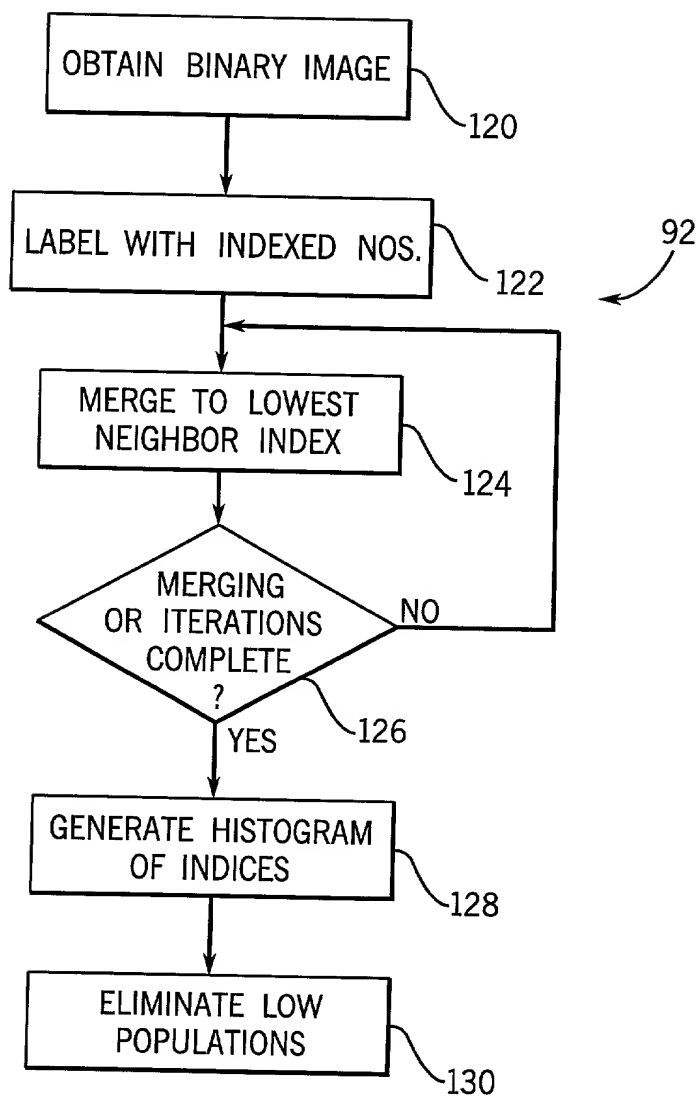 OBTAIN BINARY IMAGE
120
LABEL WITH INDEXED NOS.
122
92
MERGE TO LOWEST
NEIGHBOR INDEX
124
MERGING
OR ITERATIONS
COMPLETE
?
NO
126
YES
GENERATE HISTOGRAM
OF INDICES
128
ELIMINATE LOW
POPULATIONS
130